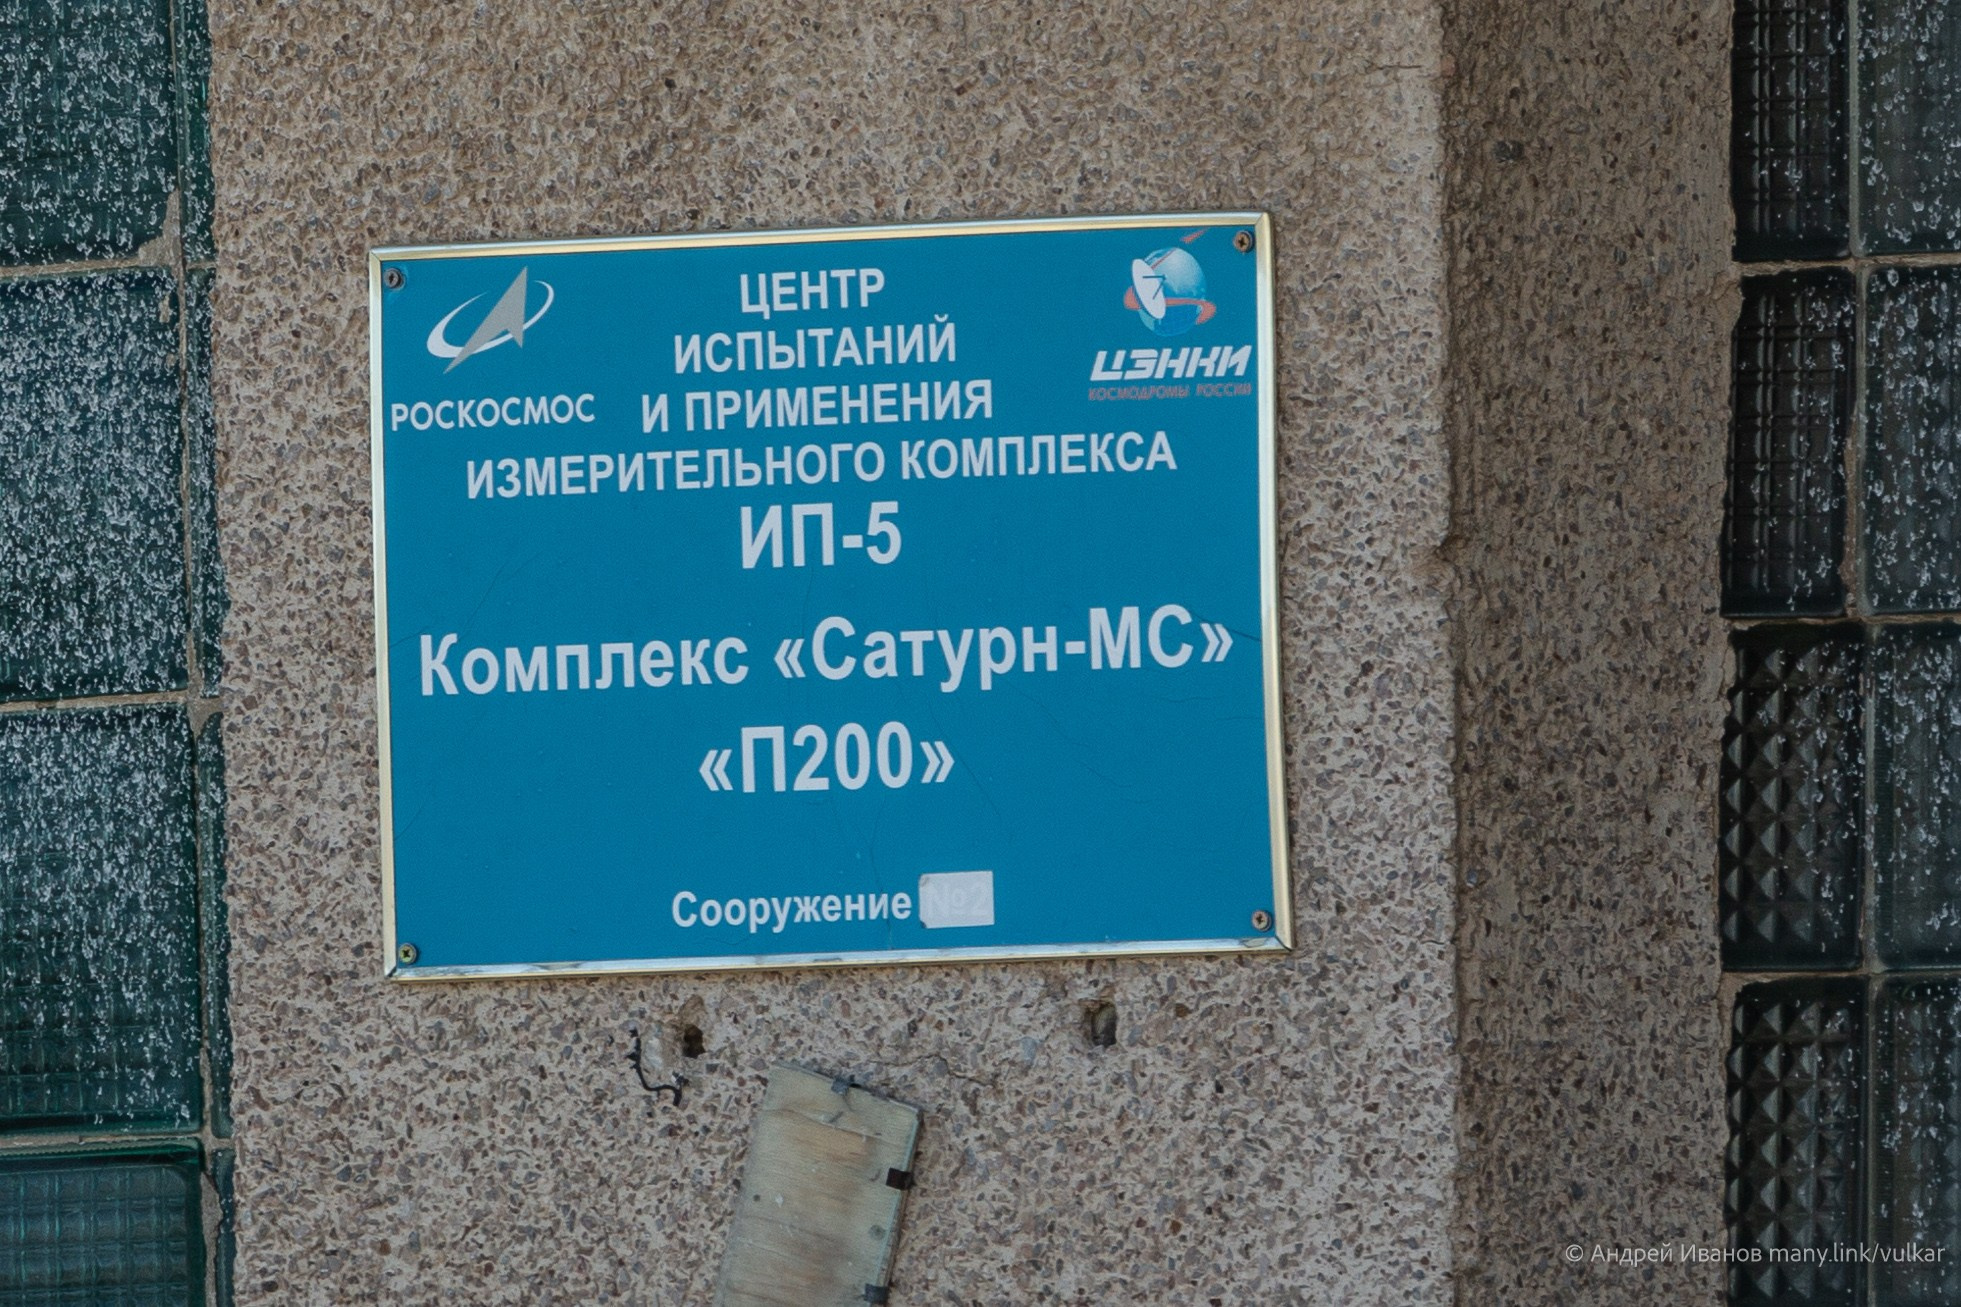 РОСКОСМОС
ЦЭНКИ
КОСМОДРОМЫ РОССИИ
ЦЕНТР
ИСПЫТАНИЙ
И ПРИМЕНЕНИЯ
ИЗМЕРИТЕЛЬНОГО КОМПЛЕКСА
ИП-5
Комплекс «Сатурн-МС»
«П200»
Сооружение №2
© Андрей Иванов many.link/vulkar